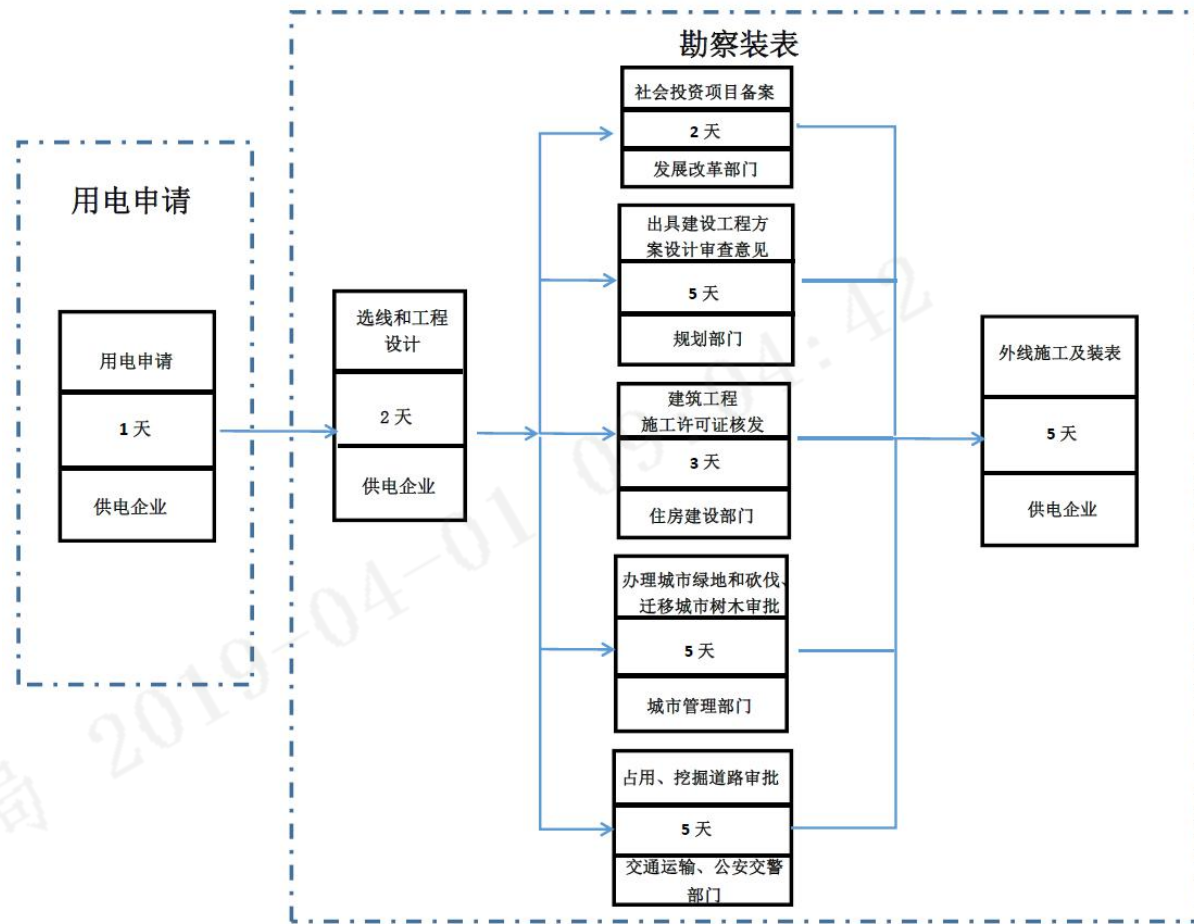 勘察装表
用电申请
用电申请
1 天
供电企业
选线和工程
设计
2 天
供电企业
社会投资项目备案
2 天
发展改革部门
出具建设工程方
案设计审查意见
5 天
规划部门
建筑工程
施工许可证核发
3 天
住房建设部门
办理城市绿地和砍伐、
迁移城市树木审批
5 天
城市管理部门
占用、挖掘道路审批
5 天
交通运输、公安交警
部门
外线施工及装表
5 天
供电企业
局 2019-04-01 09:04:42